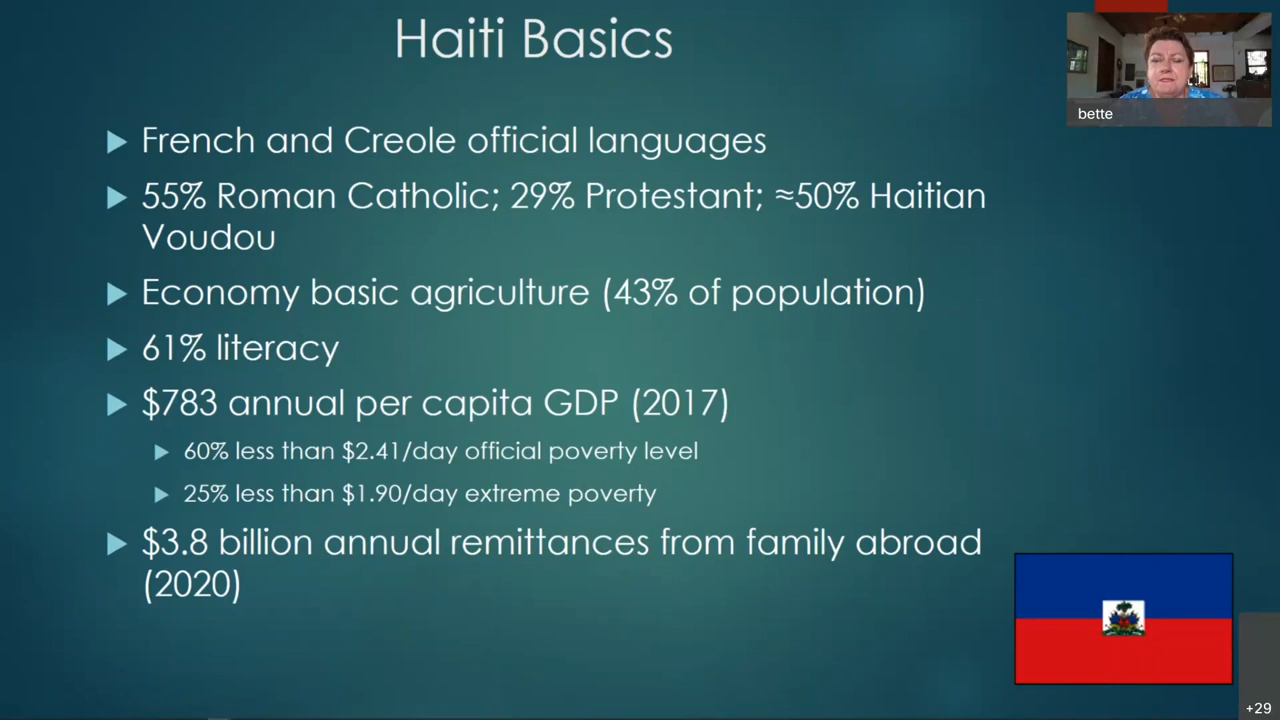 Haiti Basics
bette
French and Creole official languages
55% Roman Catholic; 29% Protestant; ≈50% Haitian
Voudou
Economy basic agriculture (43% of population)
61% literacy
$783 annual per capita GDP (2017)
60% less than $2.41/day official poverty level
25% less than $1.90/day extreme poverty
$3.8 billion annual remittances from family abroad
(2020)
+29